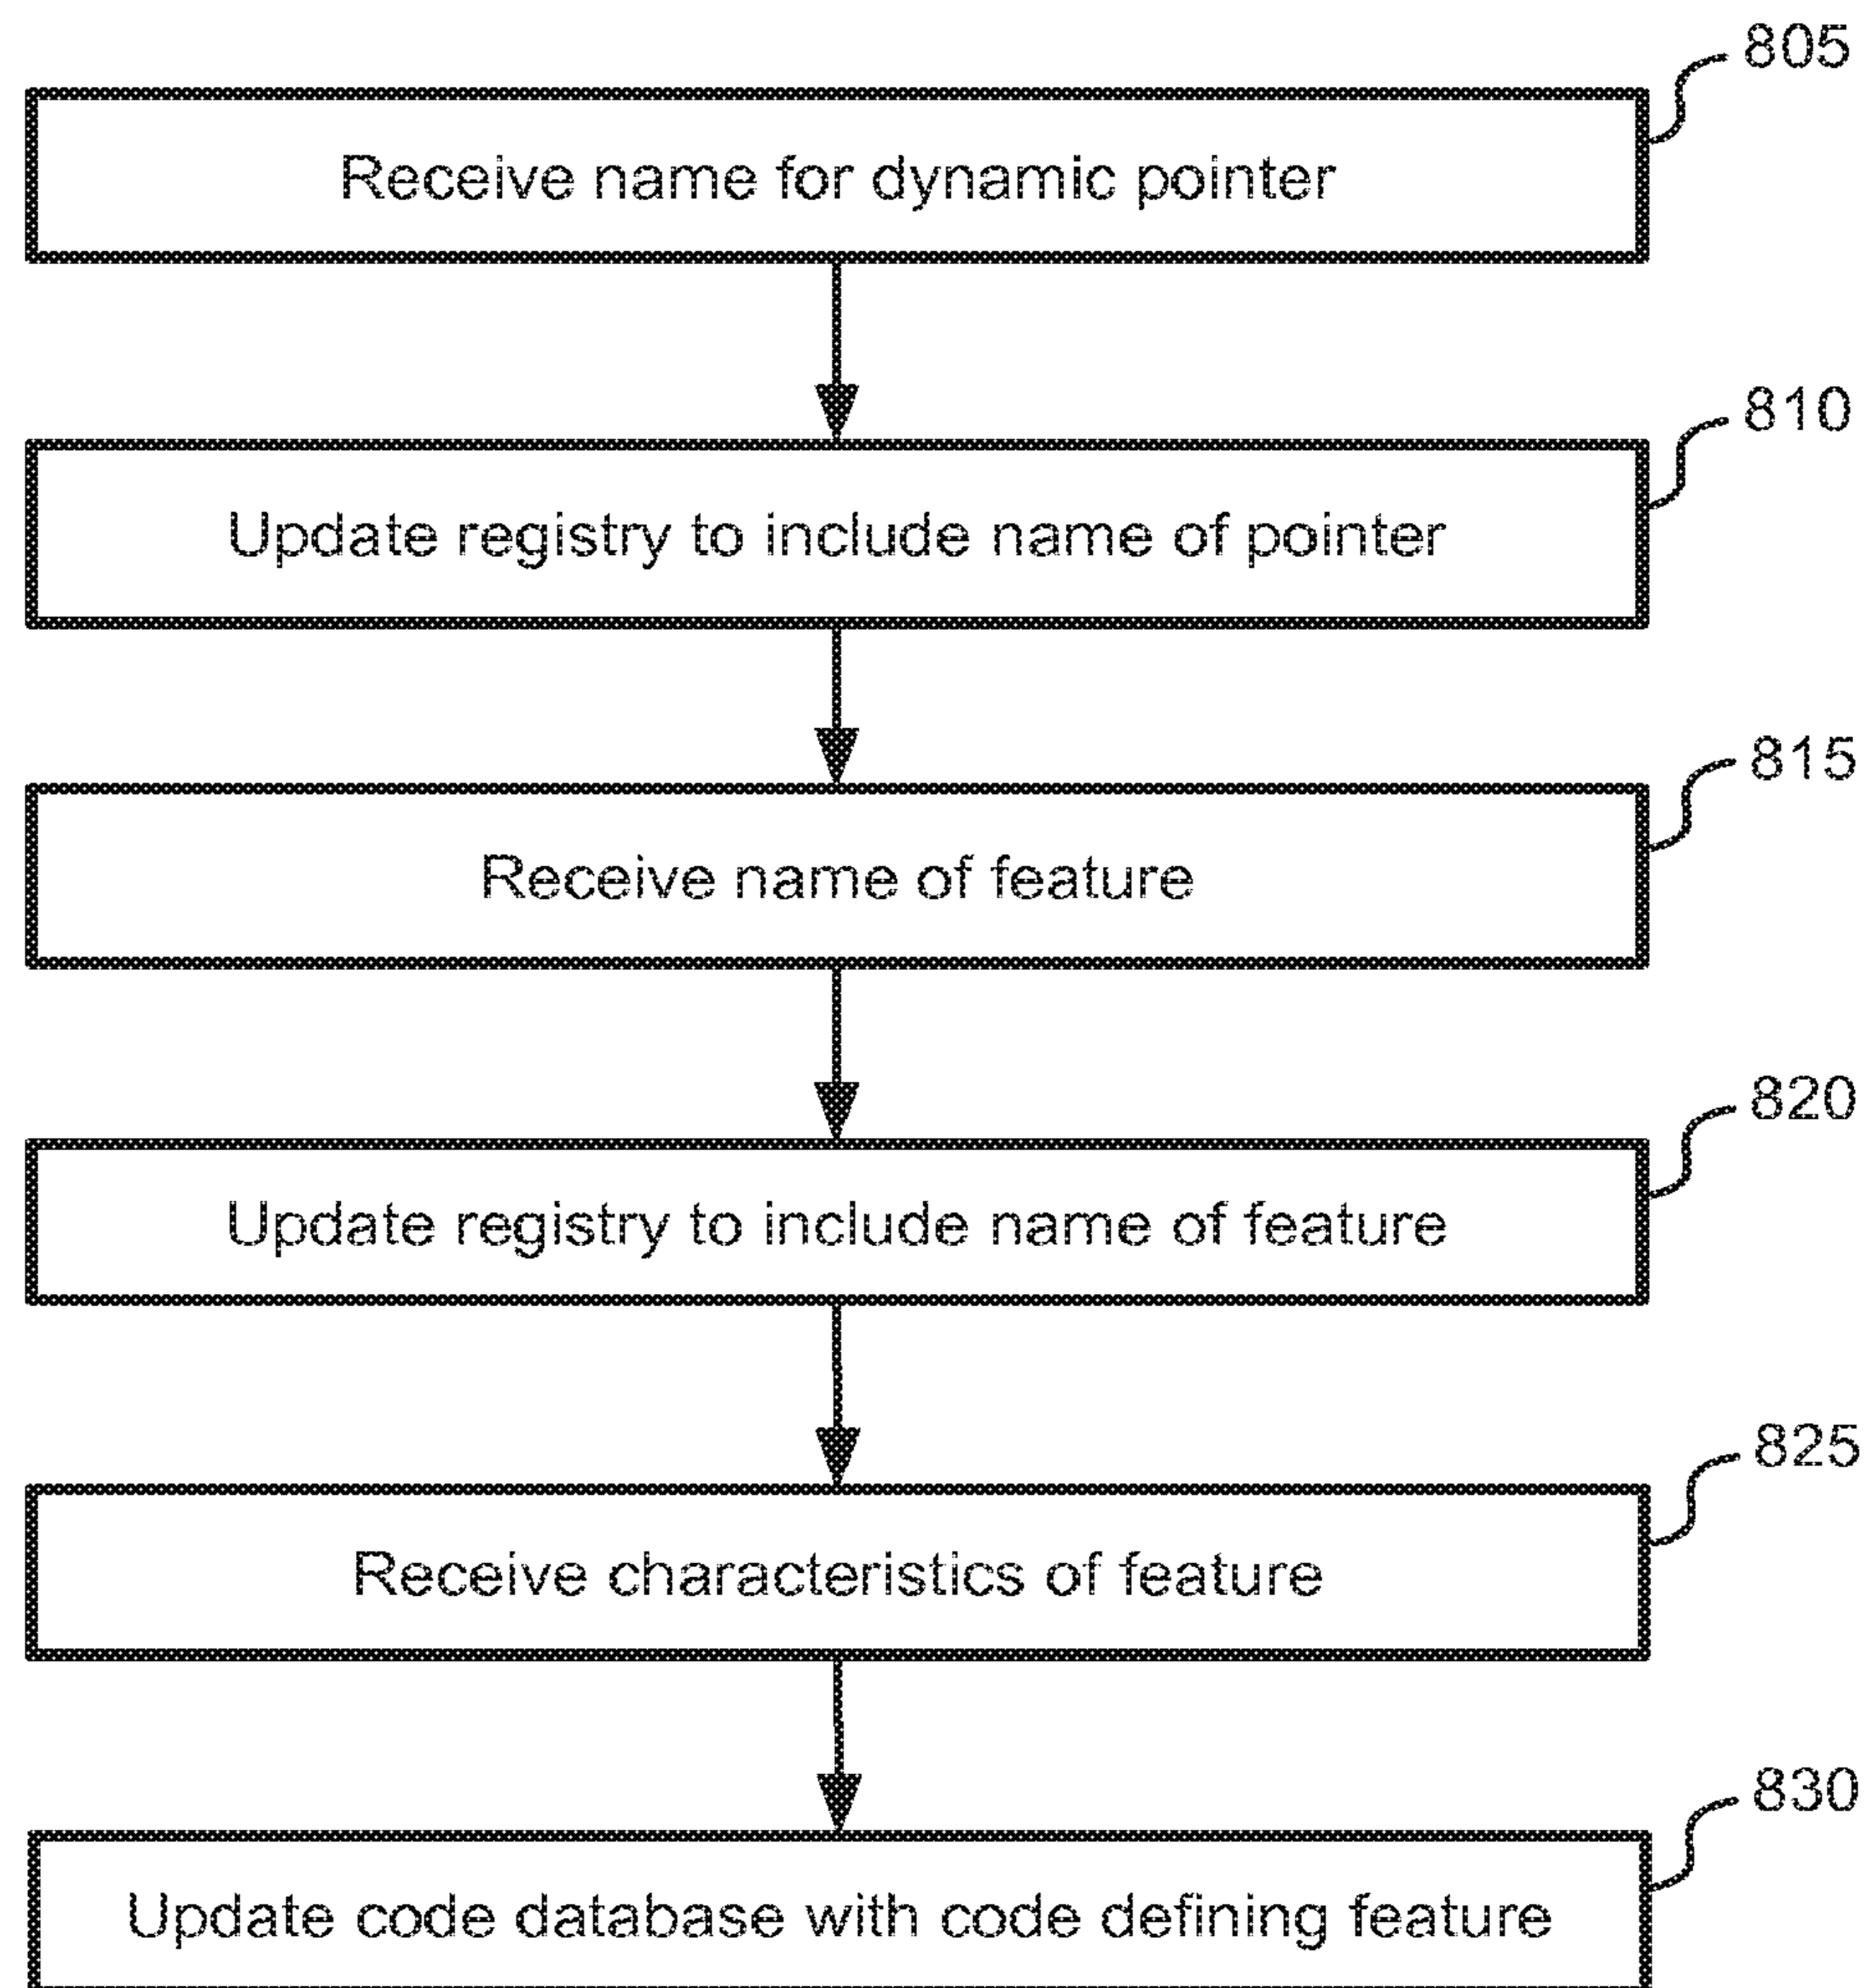 805
Receive name for dynamic pointer
810
Update registry to include name of pointer
815
Receive name of feature
820
Update registry to include name of feature
825
Receive characteristics of feature
830
Update code database with code defining feature